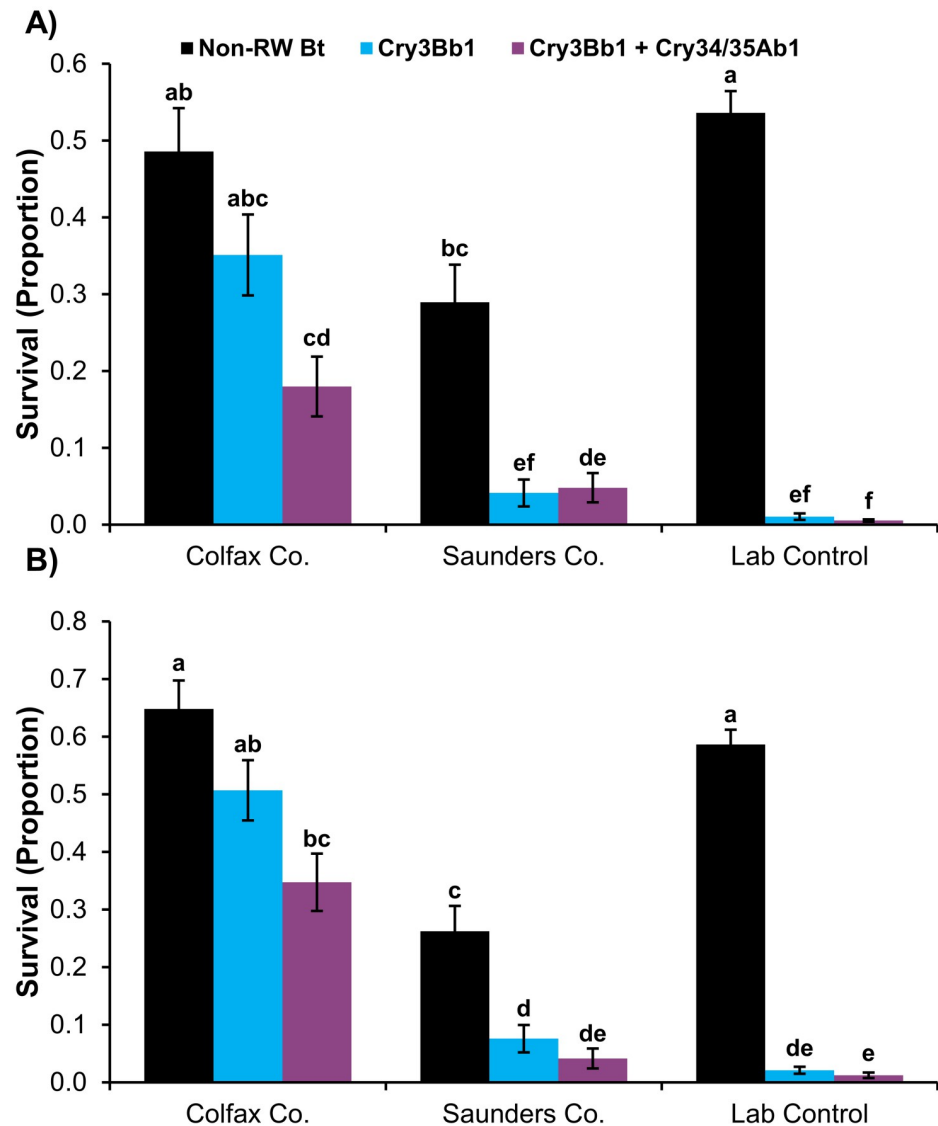 A)
Non-RW Bt Cry3Bb1 Cry3Bb1 + Cry34/35Ab1
Survival (Proportion)
0.6
0.5
0.4
0.3
0.2
0.1
0.0
ab
abc
cd
bc
ef
de
a
ef
f
Colfax Co. Saunders Co. Lab Control
B)
Survival (Proportion)
0.8
0.7
0.6
0.5
0.4
0.3
0.2
0.1
0.0
a
ab
bc
c
d
de
a
de
e
Colfax Co. Saunders Co. Lab Control